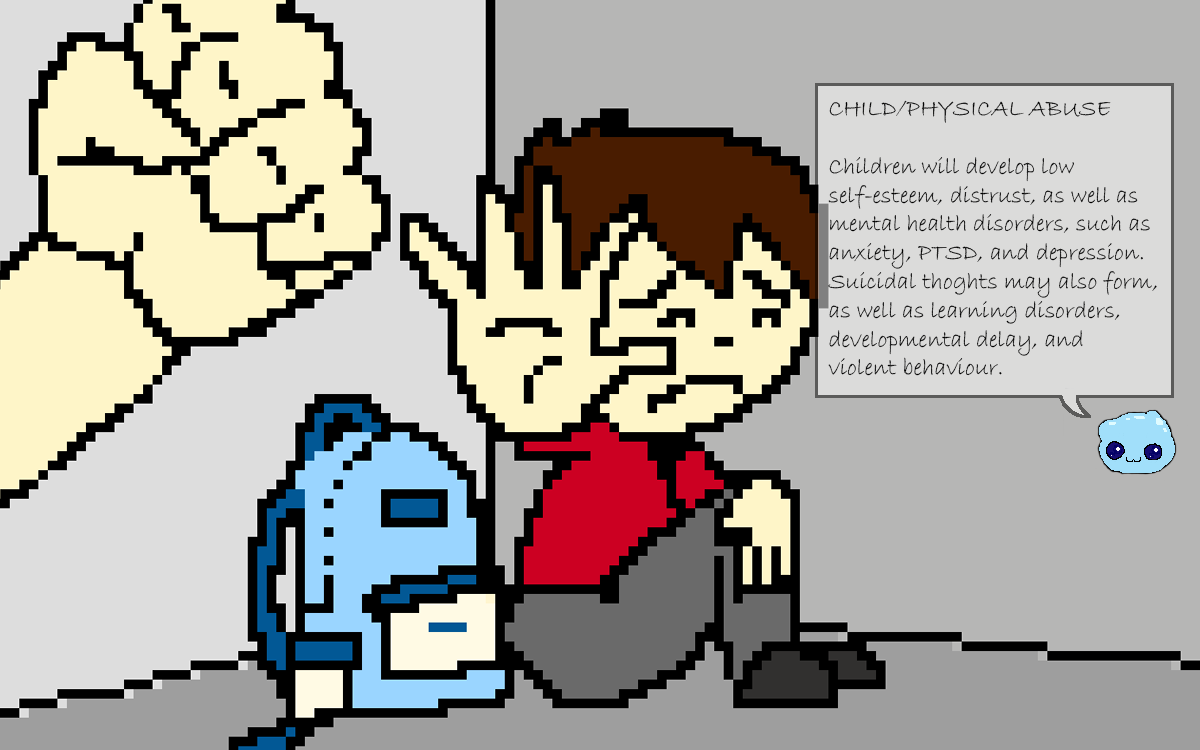 CHILD/PHYSICAL ABUSE
Children will develop low
self-esteem, distrust, as well as
mental health disorders, such as
anxiety, PTSD, and depression.
Suicidal thoghts may also form,
as well as learning disorders,
developmental delay, and
violent behaviour.